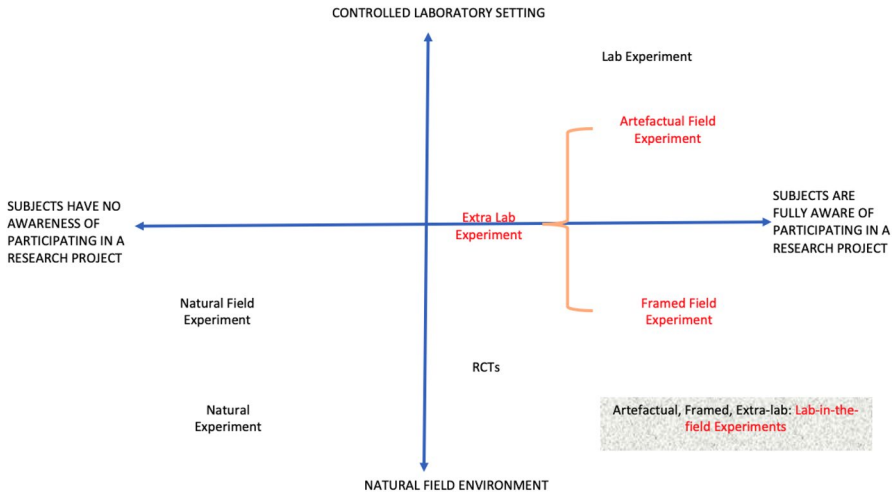 CONTROLLED LABORATORY SETTING
Lab Experiment
Artefactual Field
Experiment
SUBJECTS HAVE NO
AWARENESS OF
PARTICIPATING IN A
RESEARCH PROJECT
Extra Lab
Experiment
SUBJECTS ARE
FULLY AWARE OF
PARTICIPATING IN A
RESEARCH PROJECT
Natural Field
Experiment
Framed Field
Experiment
RCTs
Natural
Experiment
Artefactual, Framed, Extra-lab: Lab-in-the-
field Experiments
NATURAL FIELD ENVIRONMENT